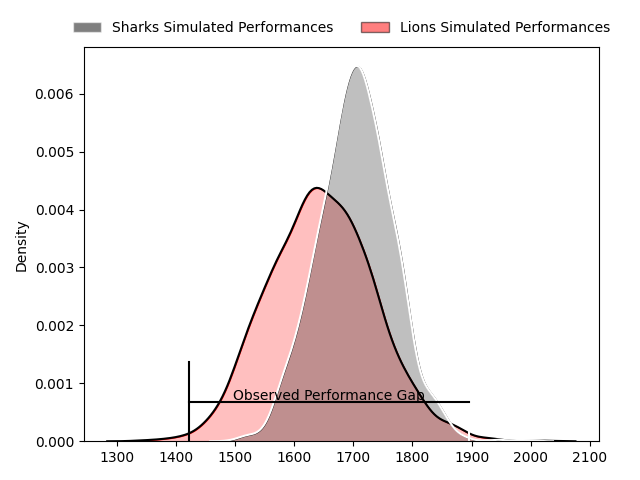 Sharks Simulated Performances Lions Simulated Performances
Density
0.006
0.005
0.004
0.003
0.002
0.001
0.000
Observed Performance Gap
1300 1400 1500 1600 1700 1800 1900 2000 2100